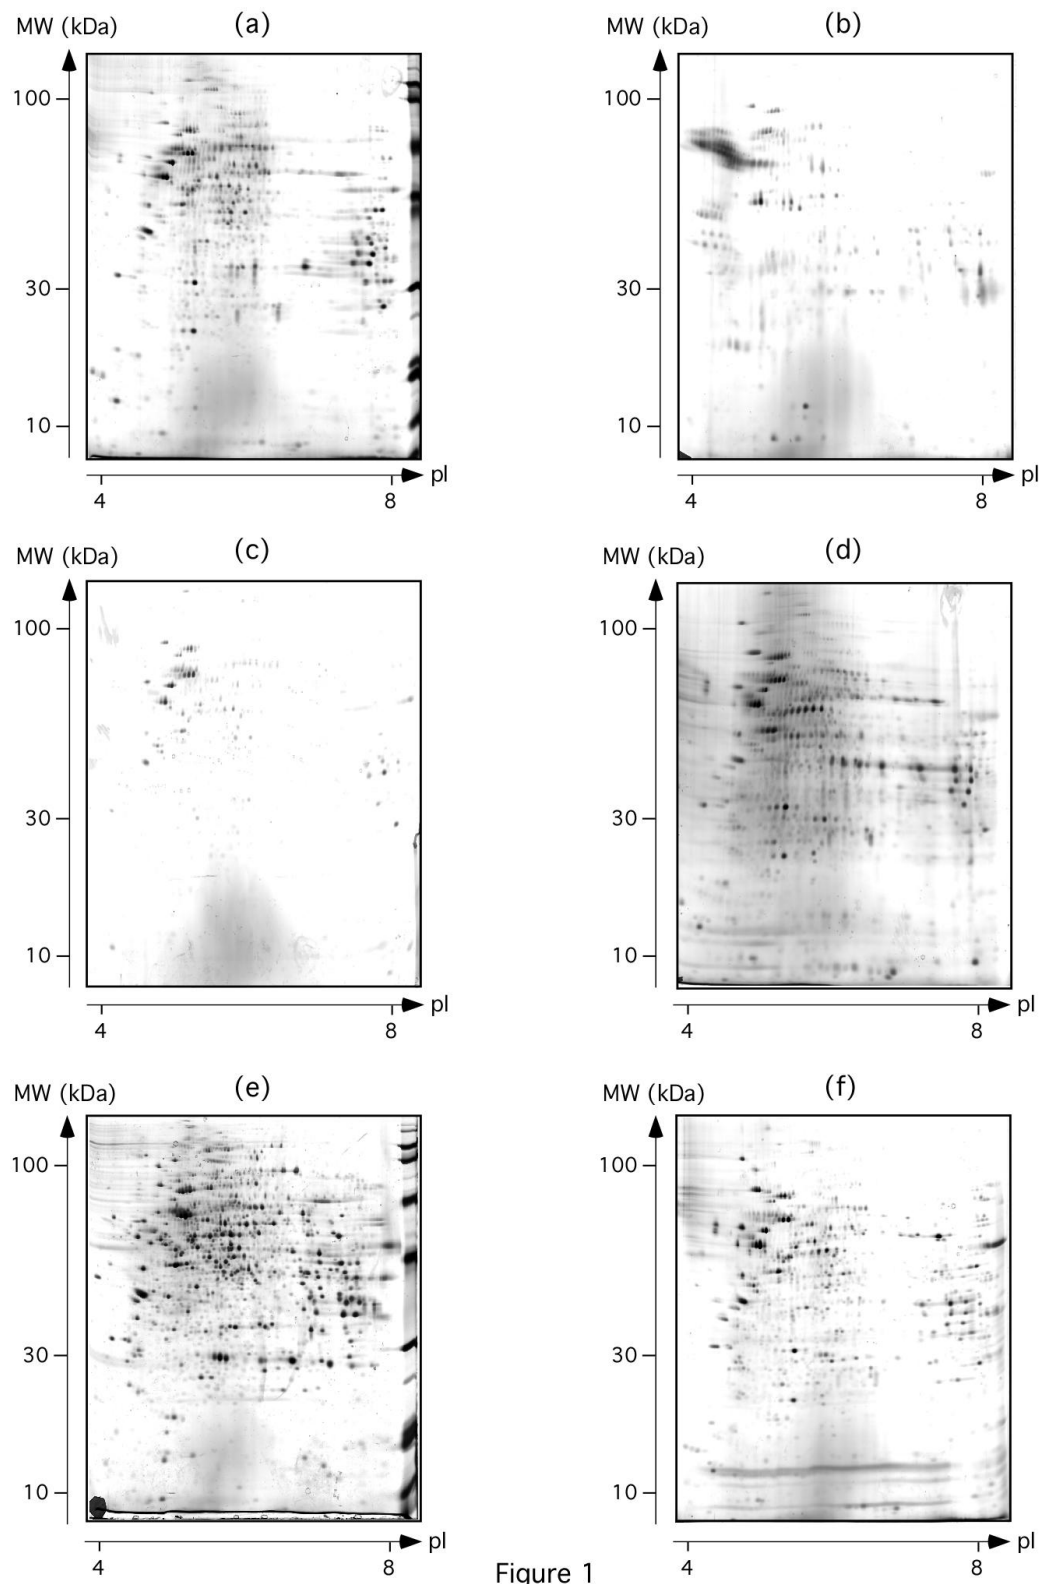 MW (kDa) (a)
100
30
10
4 8 pI
MW (kDa) (b)
100
30
10
4 8 pI
MW (kDa) (c)
100
30
10
4 8 pI
MW (kDa) (d)
100
30
10
4 8 pI
MW (kDa) (e)
100
30
10
4 8 pI
MW (kDa) (f)
100
30
10
4 8 pI
Figure 1